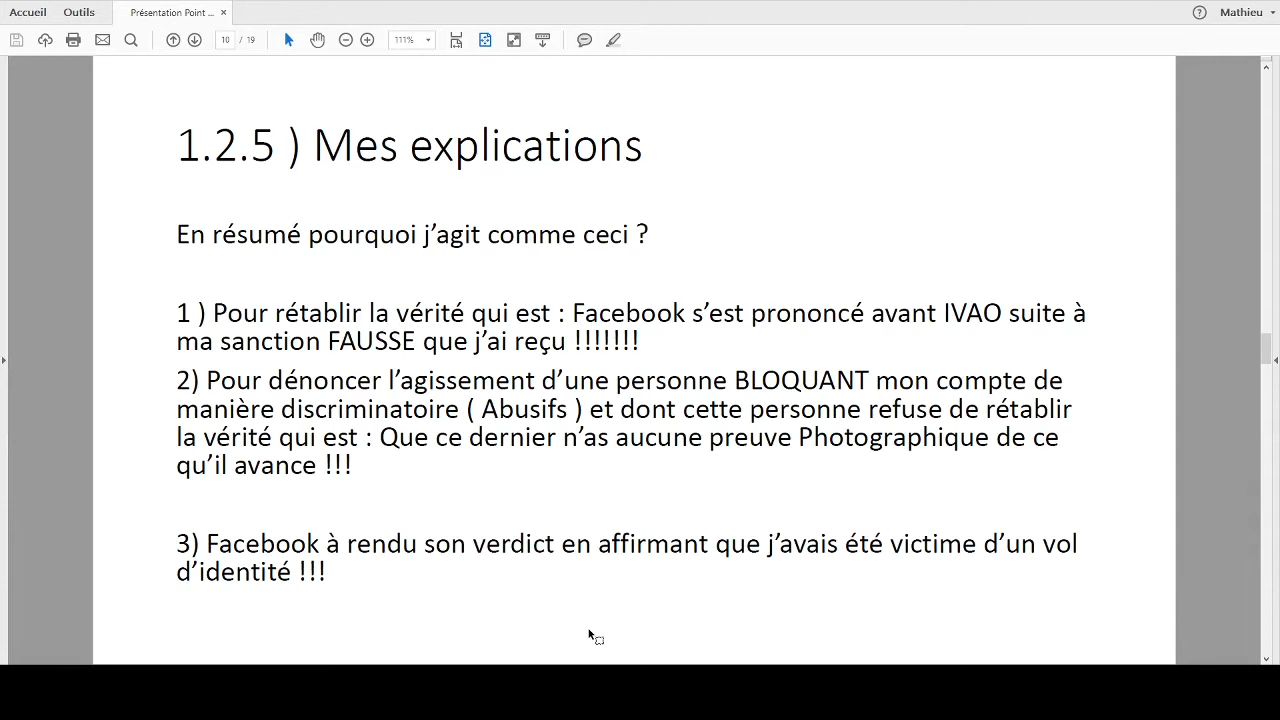 Accueil Outils Présentation Point ... × Mathieu
10 / 19 111%
1.2.5 ) Mes explications
En résumé pourquoi j’agit comme ceci ?
1 ) Pour rétablir la vérité qui est : Facebook s’est prononcé avant IVAO suite à
ma sanction FAUSSE que j’ai reçu !!!!!!!
2) Pour dénoncer l’agissement d’une personne BLOQUANT mon compte de
manière discriminatoire ( Abusifs ) et dont cette personne refuse de rétablir
la vérité qui est : Que ce dernier n’as aucune preuve Photographique de ce
qu’il avance !!!
3) Facebook à rendu son verdict en affirmant que j’avais été victime d’un vol
d’identité !!!